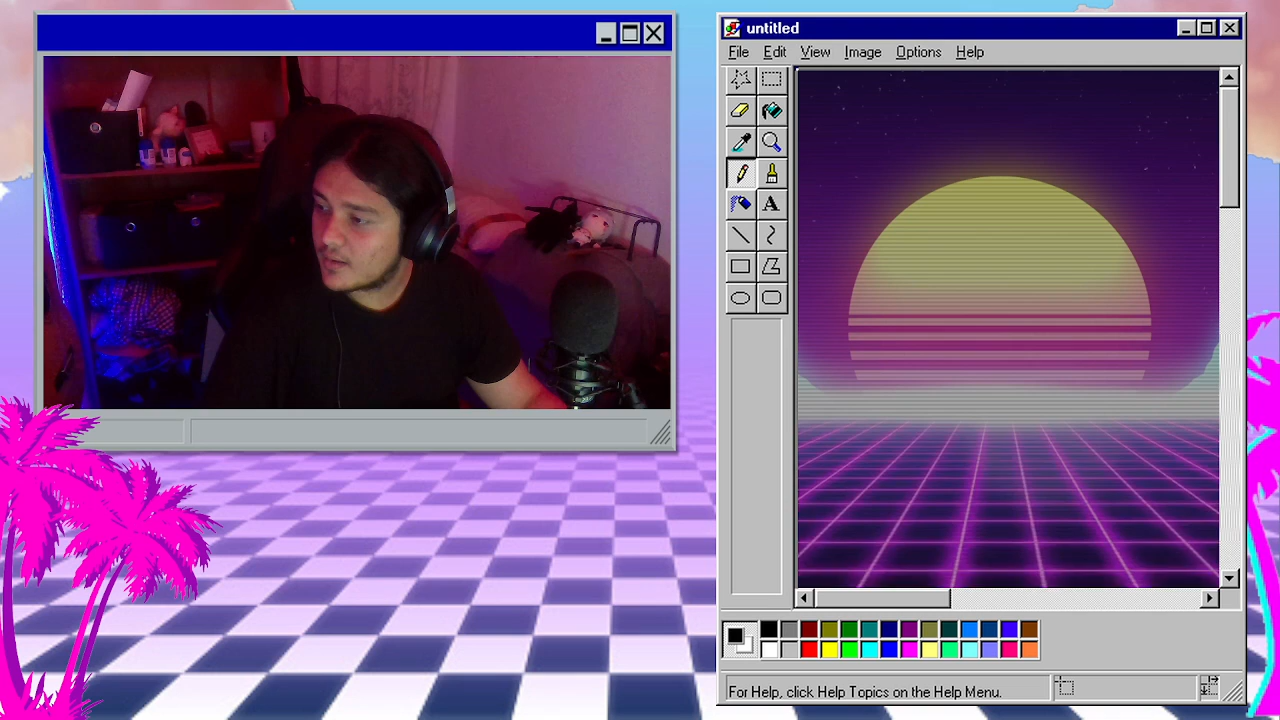 untitled
File Edit View Image Options Help
A
For Help, click Help Topics on the Help Menu.